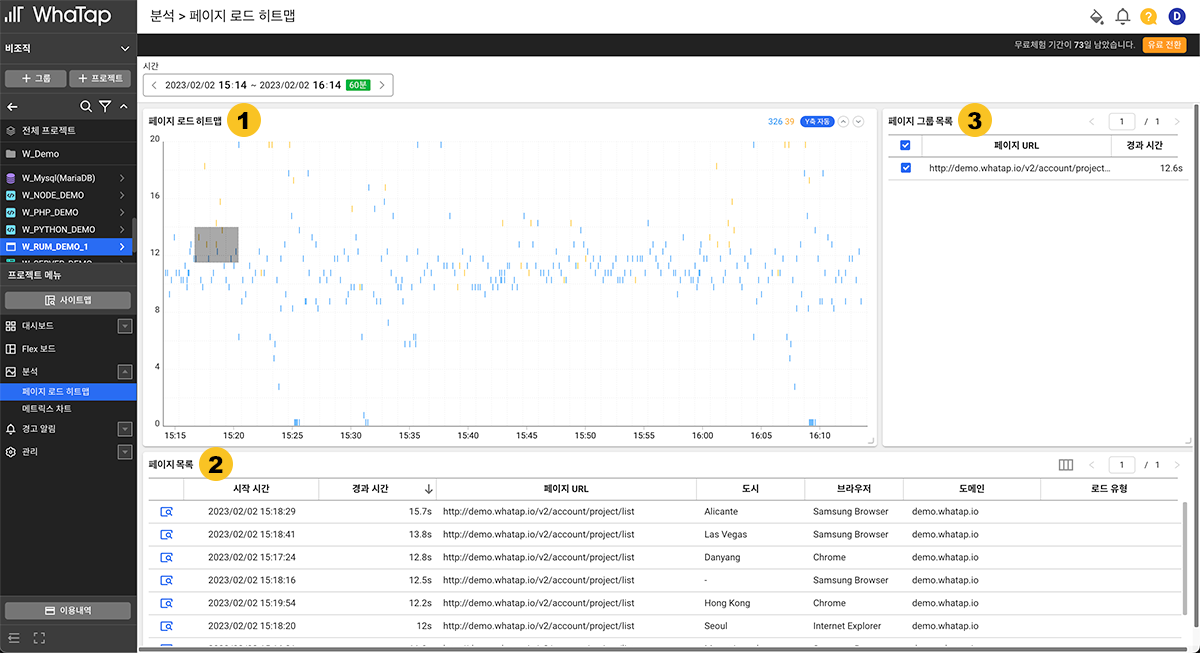 WhaTap
분석 > 페이지 로드 히트맵
D
비조직
무료체험 기간이 73일 남았습니다. 유료 전환
+ 그룹
+ 프로젝트
전체 프로젝트
W_Demo
W_Mysql(MariaDB)
W_NODE_DEMO
W_PHP_DEMO
W_PYTHON_DEMO
W_RUM_DEMO_1
W_SERVER_DEMO
프로젝트 메뉴
사이트맵
대시보드
Flex 보드
분석
페이지 로드 히트맵
메트릭스 차트
경고 알림
관리
이용내역
시간
2023/02/02 15:14 ~ 2023/02/02 16:14 60분
페이지 로드 히트맵 1
326 39 Y축 자동
20
16
12
8
4
0
15:15 15:20 15:25 15:30 15:35 15:40 15:45 15:50 15:55 16:00 16:05 16:10
페이지 그룹 목록 3
1 / 1
페이지 URL 경과 시간
http://demo.whatap.io/v2/account/project... 12.6s
페이지 목록 2
1 / 1
시작 시간 경과 시간 페이지 URL 도시 브라우저 도메인 로드 유형
2023/02/02 15:18:29 15.7s http://demo.whatap.io/v2/account/project/list Alicante Samsung Browser demo.whatap.io
2023/02/02 15:18:41 13.8s http://demo.whatap.io/v2/account/project/list Las Vegas Samsung Browser demo.whatap.io
2023/02/02 15:17:24 12.8s http://demo.whatap.io/v2/account/project/list Danyang Chrome demo.whatap.io
2023/02/02 15:18:16 12.5s http://demo.whatap.io/v2/account/project/list - Samsung Browser demo.whatap.io
2023/02/02 15:19:54 12.2s http://demo.whatap.io/v2/account/project/list Hong Kong Chrome demo.whatap.io
2023/02/02 15:18:20 12s http://demo.whatap.io/v2/account/project/list Seoul Internet Explorer demo.whatap.io